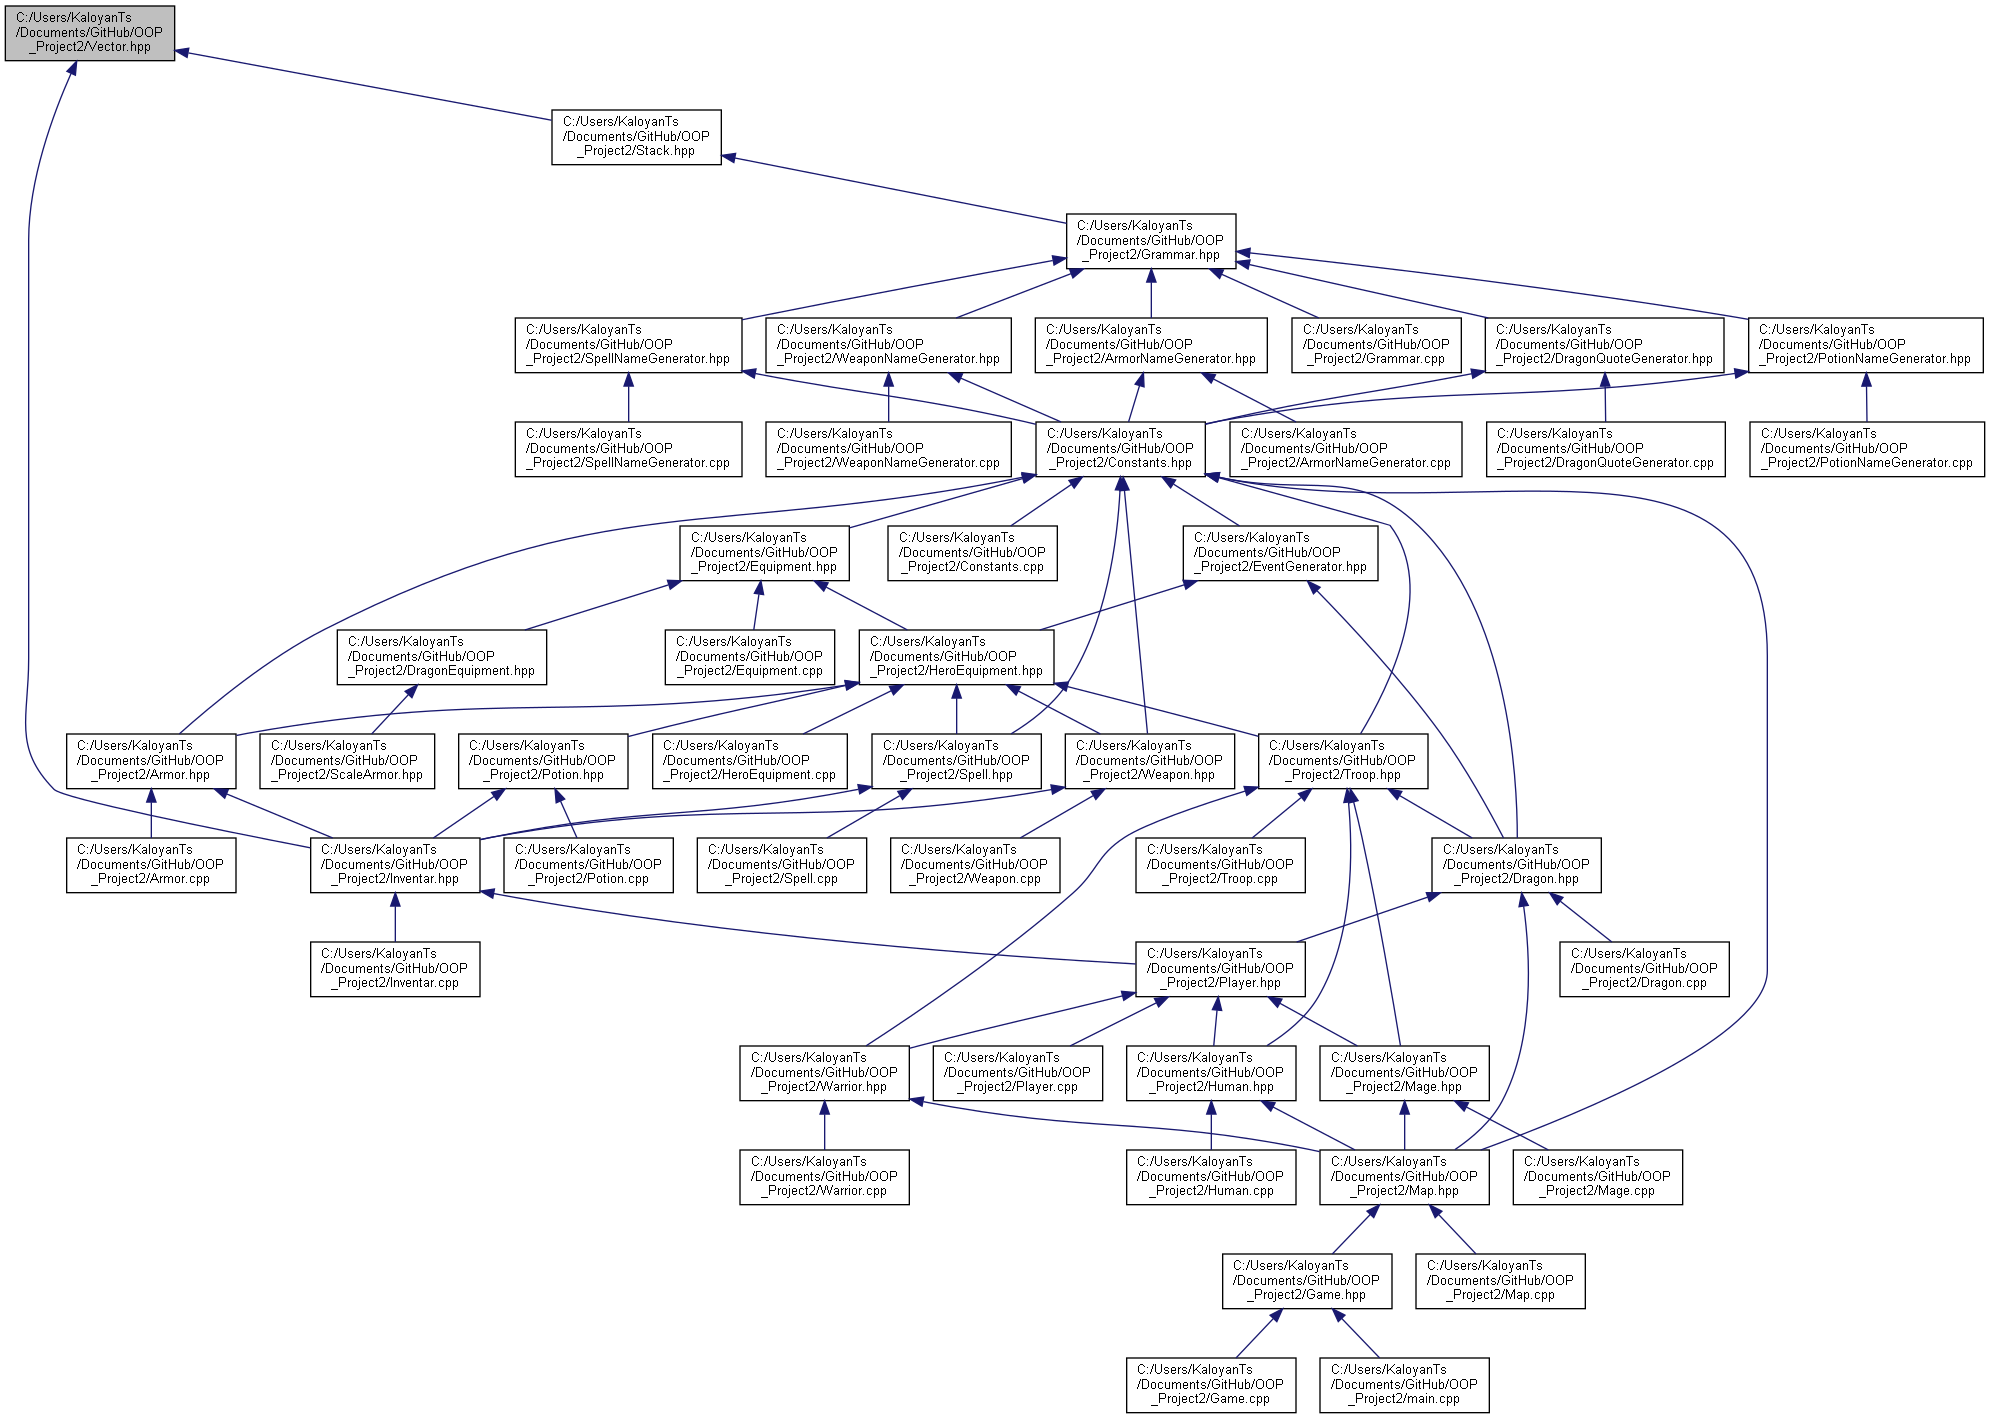 C:/Users/KaloyanTs
/Documents/GitHub/OOP
_Project2/Vector.hpp
C:/Users/KaloyanTs
/Documents/GitHub/OOP
_Project2/Stack.hpp
C:/Users/KaloyanTs
/Documents/GitHub/OOP
_Project2/Grammar.hpp
C:/Users/KaloyanTs
/Documents/GitHub/OOP
_Project2/SpellNameGenerator.hpp
C:/Users/KaloyanTs
/Documents/GitHub/OOP
_Project2/WeaponNameGenerator.hpp
C:/Users/KaloyanTs
/Documents/GitHub/OOP
_Project2/ArmorNameGenerator.hpp
C:/Users/KaloyanTs
/Documents/GitHub/OOP
_Project2/Grammar.cpp
C:/Users/KaloyanTs
/Documents/GitHub/OOP
_Project2/DragonQuoteGenerator.hpp
C:/Users/KaloyanTs
/Documents/GitHub/OOP
_Project2/PotionNameGenerator.hpp
C:/Users/KaloyanTs
/Documents/GitHub/OOP
_Project2/SpellNameGenerator.cpp
C:/Users/KaloyanTs
/Documents/GitHub/OOP
_Project2/WeaponNameGenerator.cpp
C:/Users/KaloyanTs
/Documents/GitHub/OOP
_Project2/Constants.hpp
C:/Users/KaloyanTs
/Documents/GitHub/OOP
_Project2/ArmorNameGenerator.cpp
C:/Users/KaloyanTs
/Documents/GitHub/OOP
_Project2/DragonQuoteGenerator.cpp
C:/Users/KaloyanTs
/Documents/GitHub/OOP
_Project2/PotionNameGenerator.cpp
C:/Users/KaloyanTs
/Documents/GitHub/OOP
_Project2/Equipment.hpp
C:/Users/KaloyanTs
/Documents/GitHub/OOP
_Project2/Constants.cpp
C:/Users/KaloyanTs
/Documents/GitHub/OOP
_Project2/EventGenerator.hpp
C:/Users/KaloyanTs
/Documents/GitHub/OOP
_Project2/DragonEquipment.hpp
C:/Users/KaloyanTs
/Documents/GitHub/OOP
_Project2/Equipment.cpp
C:/Users/KaloyanTs
/Documents/GitHub/OOP
_Project2/HeroEquipment.hpp
C:/Users/KaloyanTs
/Documents/GitHub/OOP
_Project2/Armor.hpp
C:/Users/KaloyanTs
/Documents/GitHub/OOP
_Project2/ScaleArmor.hpp
C:/Users/KaloyanTs
/Documents/GitHub/OOP
_Project2/Potion.hpp
C:/Users/KaloyanTs
/Documents/GitHub/OOP
_Project2/HeroEquipment.cpp
C:/Users/KaloyanTs
/Documents/GitHub/OOP
_Project2/Spell.hpp
C:/Users/KaloyanTs
/Documents/GitHub/OOP
_Project2/Weapon.hpp
C:/Users/KaloyanTs
/Documents/GitHub/OOP
_Project2/Troop.hpp
C:/Users/KaloyanTs
/Documents/GitHub/OOP
_Project2/Armor.cpp
C:/Users/KaloyanTs
/Documents/GitHub/OOP
_Project2/Inventar.hpp
C:/Users/KaloyanTs
/Documents/GitHub/OOP
_Project2/Potion.cpp
C:/Users/KaloyanTs
/Documents/GitHub/OOP
_Project2/Spell.cpp
C:/Users/KaloyanTs
/Documents/GitHub/OOP
_Project2/Weapon.cpp
C:/Users/KaloyanTs
/Documents/GitHub/OOP
_Project2/Troop.cpp
C:/Users/KaloyanTs
/Documents/GitHub/OOP
_Project2/Dragon.hpp
C:/Users/KaloyanTs
/Documents/GitHub/OOP
_Project2/Inventar.cpp
C:/Users/KaloyanTs
/Documents/GitHub/OOP
_Project2/Player.hpp
C:/Users/KaloyanTs
/Documents/GitHub/OOP
_Project2/Dragon.cpp
C:/Users/KaloyanTs
/Documents/GitHub/OOP
_Project2/Warrior.hpp
C:/Users/KaloyanTs
/Documents/GitHub/OOP
_Project2/Player.cpp
C:/Users/KaloyanTs
/Documents/GitHub/OOP
_Project2/Human.hpp
C:/Users/KaloyanTs
/Documents/GitHub/OOP
_Project2/Mage.hpp
C:/Users/KaloyanTs
/Documents/GitHub/OOP
_Project2/Warrior.cpp
C:/Users/KaloyanTs
/Documents/GitHub/OOP
_Project2/Human.cpp
C:/Users/KaloyanTs
/Documents/GitHub/OOP
_Project2/Map.hpp
C:/Users/KaloyanTs
/Documents/GitHub/OOP
_Project2/Mage.cpp
C:/Users/KaloyanTs
/Documents/GitHub/OOP
_Project2/Game.hpp
C:/Users/KaloyanTs
/Documents/GitHub/OOP
_Project2/Map.cpp
C:/Users/KaloyanTs
/Documents/GitHub/OOP
_Project2/Game.cpp
C:/Users/KaloyanTs
/Documents/GitHub/OOP
_Project2/main.cpp